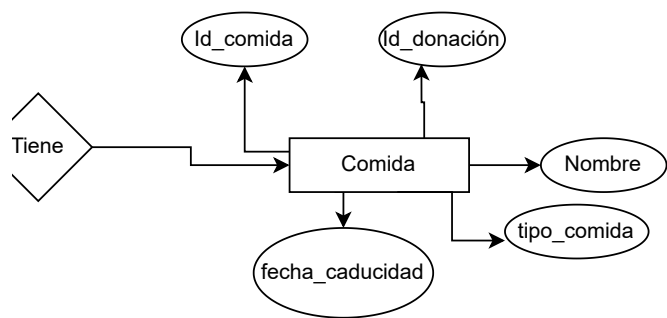 Id_comida
Id_donación
Tiene
Comida
Nombre
tipo_comida
fecha_caducidad